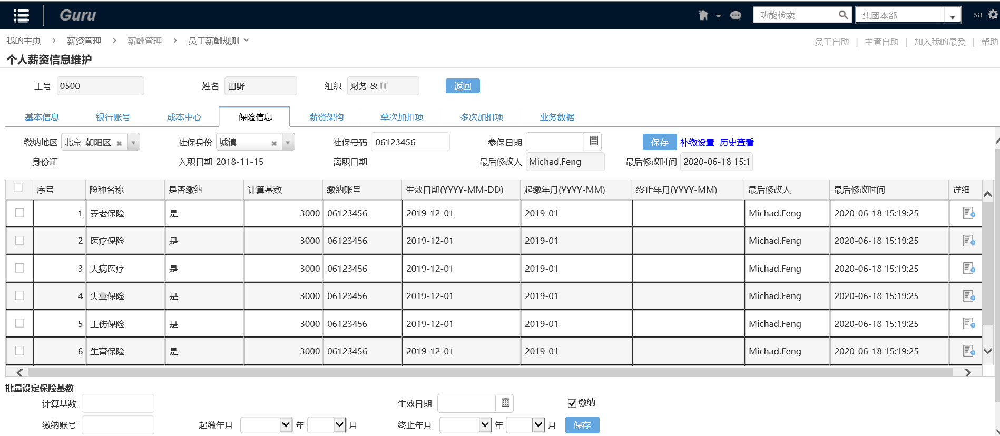 Guru 功能检索 集团本部 sa
我的主页 > 薪资管理 > 薪酬管理 > 员工薪酬规则
员工自助 | 主管自助 | 加入我的最爱 | 帮助
个人薪资信息维护
工号 0500 姓名 田野 组织 财务 & IT 返回
基本信息 银行账号 成本中心 保险信息 薪资架构 单次加扣项 多次加扣项 业务数据
缴纳地区 北京_朝阳区 社保身份 城镇 社保号码 06123456 参保日期 保存 补缴设置 历史查看
身份证 入职日期 2018-11-15 离职日期 最后修改人 Michad.Feng 最后修改时间 2020-06-18 15:1
序号 险种名称 是否缴纳 计算基数 缴纳账号 生效日期(YYYY-MM-DD) 起缴年月(YYYY-MM) 终止年月(YYYY-MM) 最后修改人 最后修改时间 详细
1 养老保险 是 3000 06123456 2019-12-01 2019-01 Michad.Feng 2020-06-18 15:19:25
2 医疗保险 是 3000 06123456 2019-12-01 2019-01 Michad.Feng 2020-06-18 15:19:25
3 大病医疗 是 3000 06123456 2019-12-01 2019-01 Michad.Feng 2020-06-18 15:19:25
4 失业保险 是 3000 06123456 2019-12-01 2019-01 Michad.Feng 2020-06-18 15:19:25
5 工伤保险 是 3000 06123456 2019-12-01 2019-01 Michad.Feng 2020-06-18 15:19:25
6 生育保险 是 3000 06123456 2019-12-01 2019-01 Michad.Feng 2020-06-18 15:19:25
批量设定保险基数
计算基数 生效日期 缴纳
缴纳账号 起缴年月 年 月 终止年月 年 月 保存